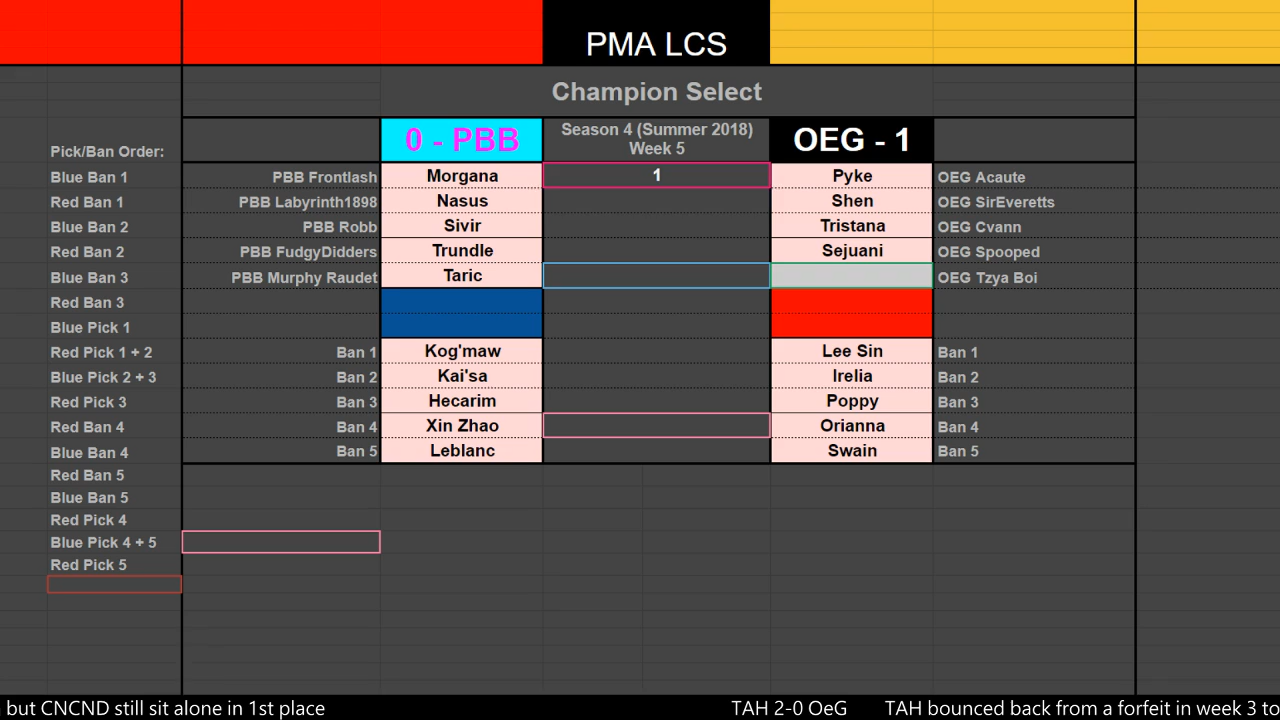 PMA LCS
Champion Select
Pick/Ban Order:
0 - PBB
Season 4 (Summer 2018)
Week 5
OEG - 1
Blue Ban 1
PBB Frontlash
Morgana
1
Pyke
OEG Acaute
Red Ban 1
PBB Labyrinth1898
Nasus
Shen
OEG SirEveretts
Blue Ban 2
PBB Robb
Sivir
Tristana
OEG Cvann
Red Ban 2
PBB FudgyDidders
Trundle
Sejuani
OEG Spooped
Blue Ban 3
PBB Murphy Raudet
Taric
OEG Tzya Boi
Red Ban 3
Blue Pick 1
Red Pick 1 + 2
Ban 1
Kog'maw
Lee Sin
Ban 1
Blue Pick 2 + 3
Ban 2
Kai'sa
Irelia
Ban 2
Red Pick 3
Ban 3
Hecarim
Poppy
Ban 3
Red Ban 4
Ban 4
Xin Zhao
Orianna
Ban 4
Blue Ban 4
Ban 5
Leblanc
Swain
Ban 5
Red Ban 5
Blue Ban 5
Red Pick 4
Blue Pick 4 + 5
Red Pick 5
but CNCND still sit alone in 1st place
TAH 2-0 OeG
TAH bounced back from a forfeit in week 3 to